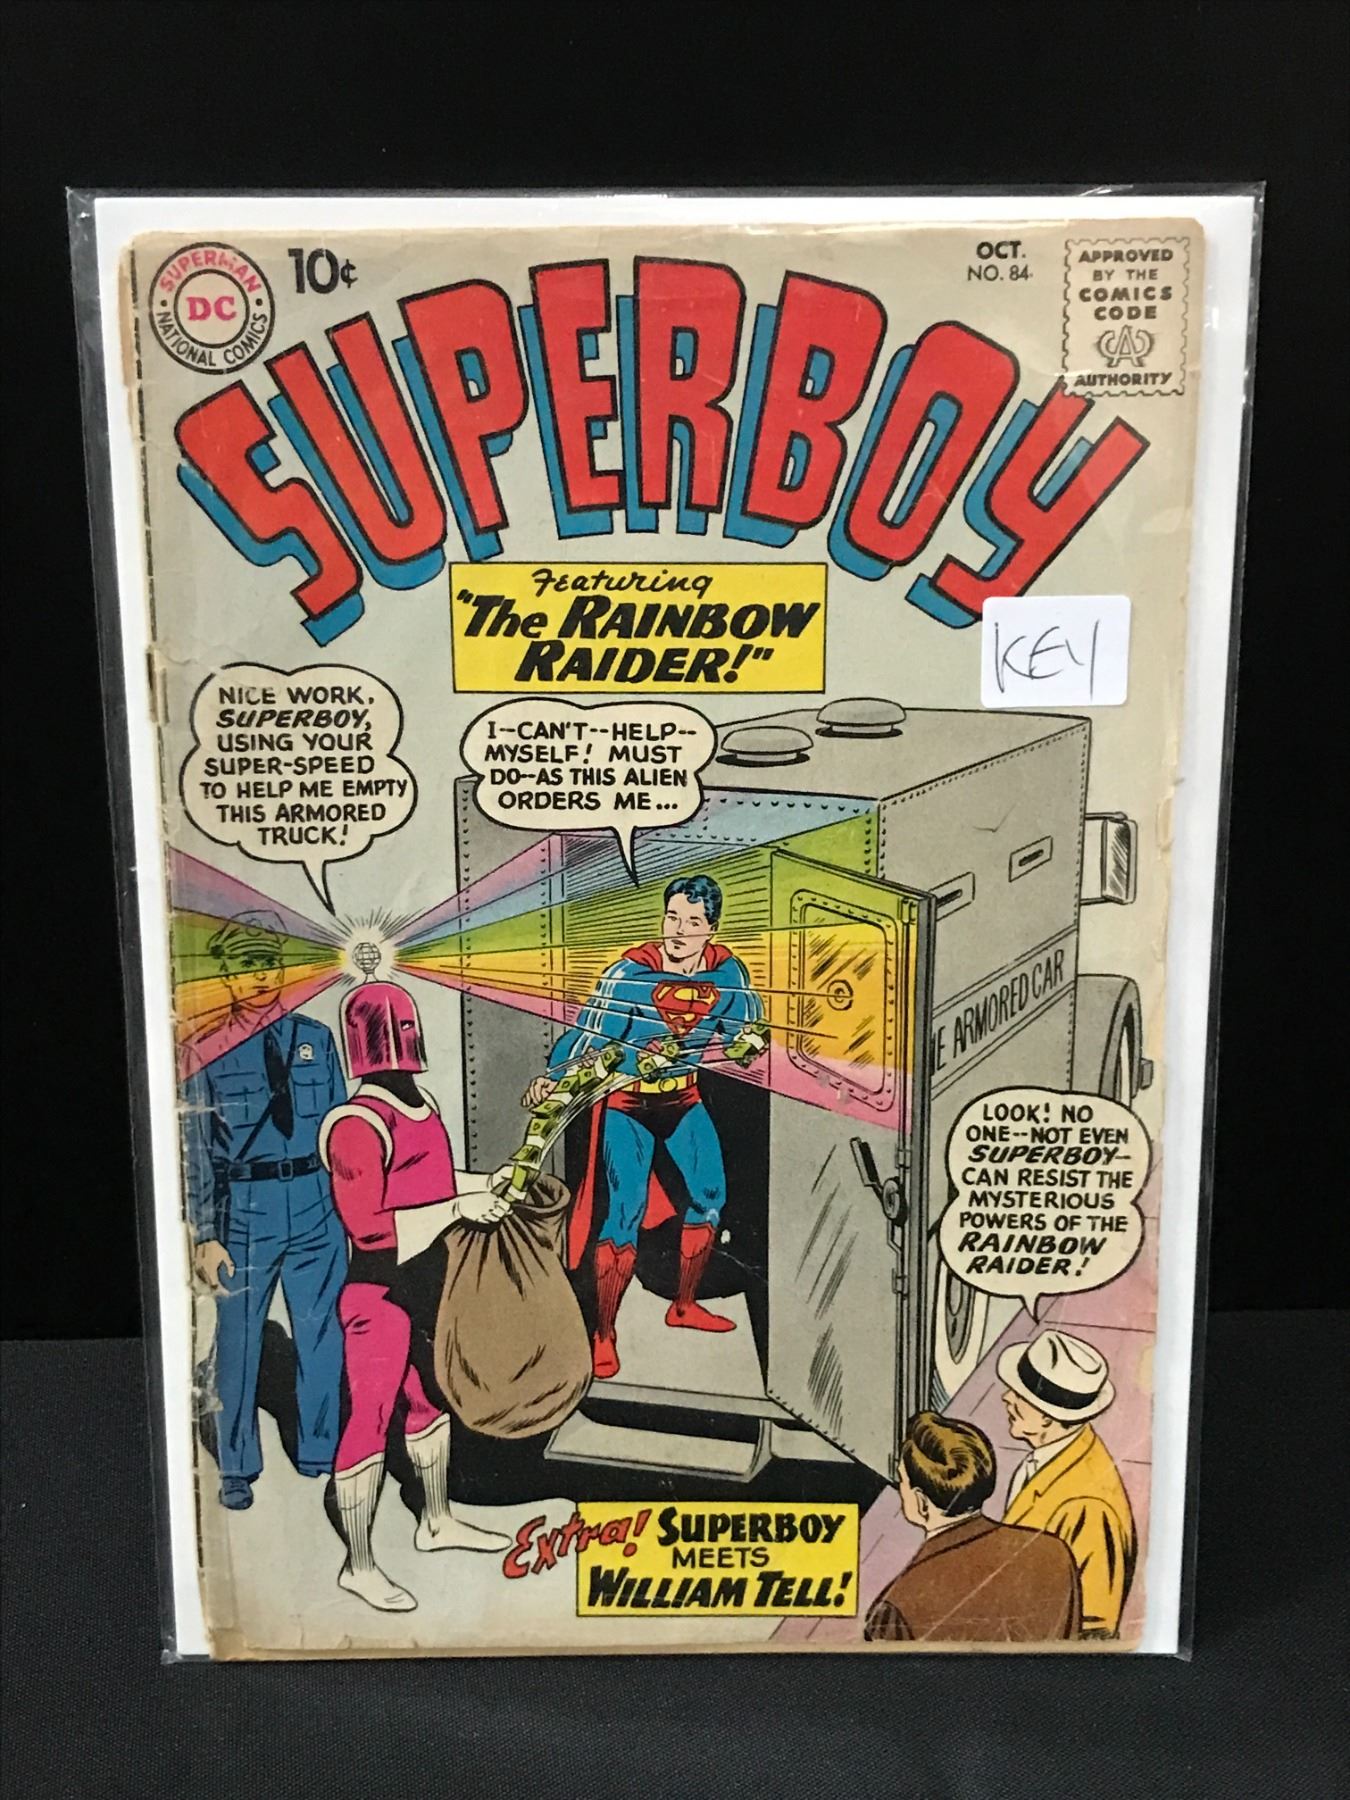 SUPERMAN
DC
NATIONAL COMICS
10¢
OCT.
NO. 84
APPROVED
BY THE
COMICS
CODE
CA
AUTHORITY
SUPERBOY
Featuring
"The RAINBOW
RAIDER!"
KEY
NICE WORK,
SUPERBOY,
USING YOUR
SUPER-SPEED
TO HELP ME EMPTY
THIS ARMORED
TRUCK!
I--CAN'T--HELP--
MYSELF! MUST
DO--AS THIS ALIEN
ORDERS ME...
S
ARMORED CAR
LOOK! NO
ONE--NOT EVEN
SUPERBOY--
CAN RESIST THE
MYSTERIOUS
POWERS OF THE
RAINBOW
RAIDER!
Extra! SUPERBOY
MEETS
WILLIAM TELL!